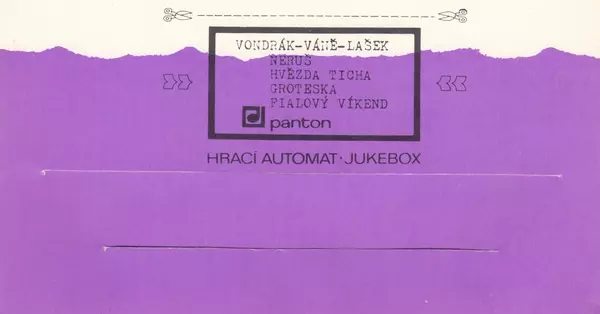 VONDRÁK-VÁNĚ-LAŠEK
NERUŠ
HVĚZDA TICHA
GROTESKA
FIALOVÝ VÍKEND
panton
HRACÍ AUTOMAT·JUKEBOX